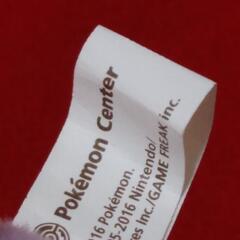 Pokémon Center
2016 Pokémon.
5-2016 Nintendo/
es Inc./GAME FREAK inc.